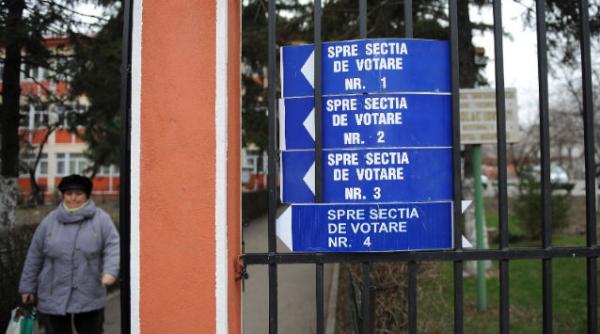 SPRE SECTIA
DE VOTARE
NR. 1
SPRE SECTIA
DE VOTARE
NR. 2
SPRE SECTIA
DE VOTARE
NR. 3
SPRE SECTIA
DE VOTARE
NR. 4